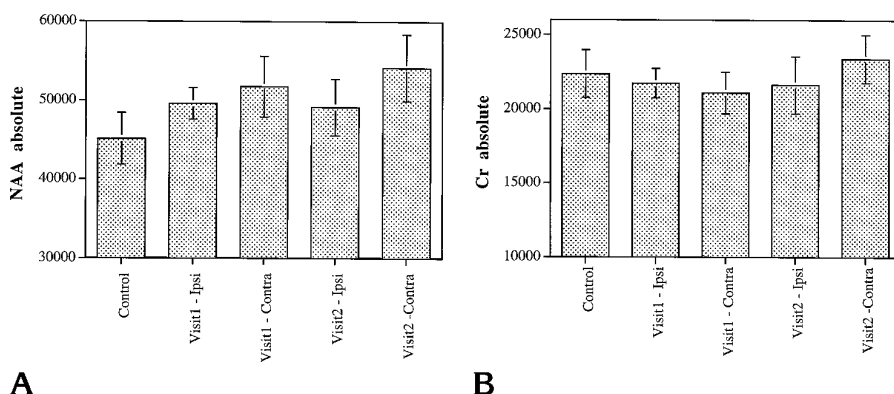 NAA absolute
60000
50000
40000
30000
Control
Visit1 - Ipsi
Visit1 - Contra
Visit2 - Ipsi
Visit2 -Contra
A
Cr absolute
25000
20000
15000
10000
Control
Visit1 - Ipsi
Visit1 - Contra
Visit2 - Ipsi
Visit2 -Contra
B